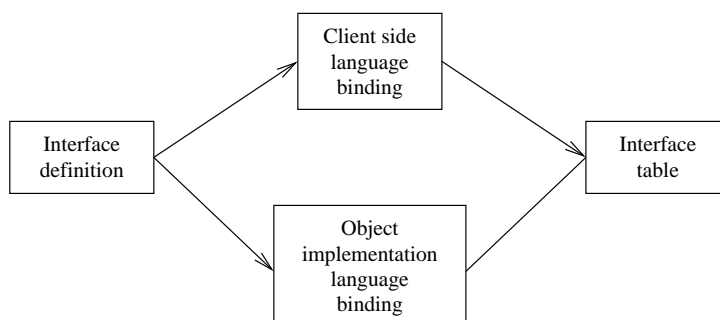 Client side
language
binding
Interface
definition
Interface
table
Object
implementation
language
binding